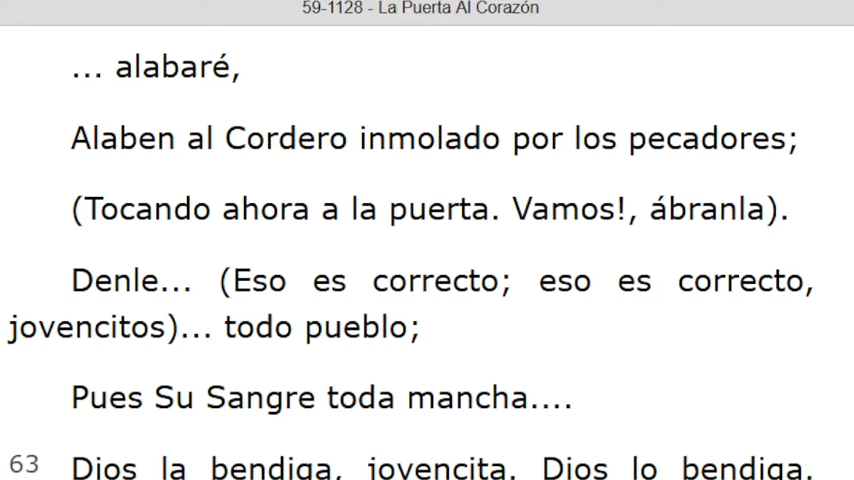 59-1128 - La Puerta Al Corazón
... alabaré,
Alaben al Cordero inmolado por los pecadores;
(Tocando ahora a la puerta. Vamos!, ábranla).
Denle... (Eso es correcto; eso es correcto,
jovencitos)... todo pueblo;
Pues Su Sangre toda mancha....
63 Dios la bendiga, jovencita. Dios lo bendiga.